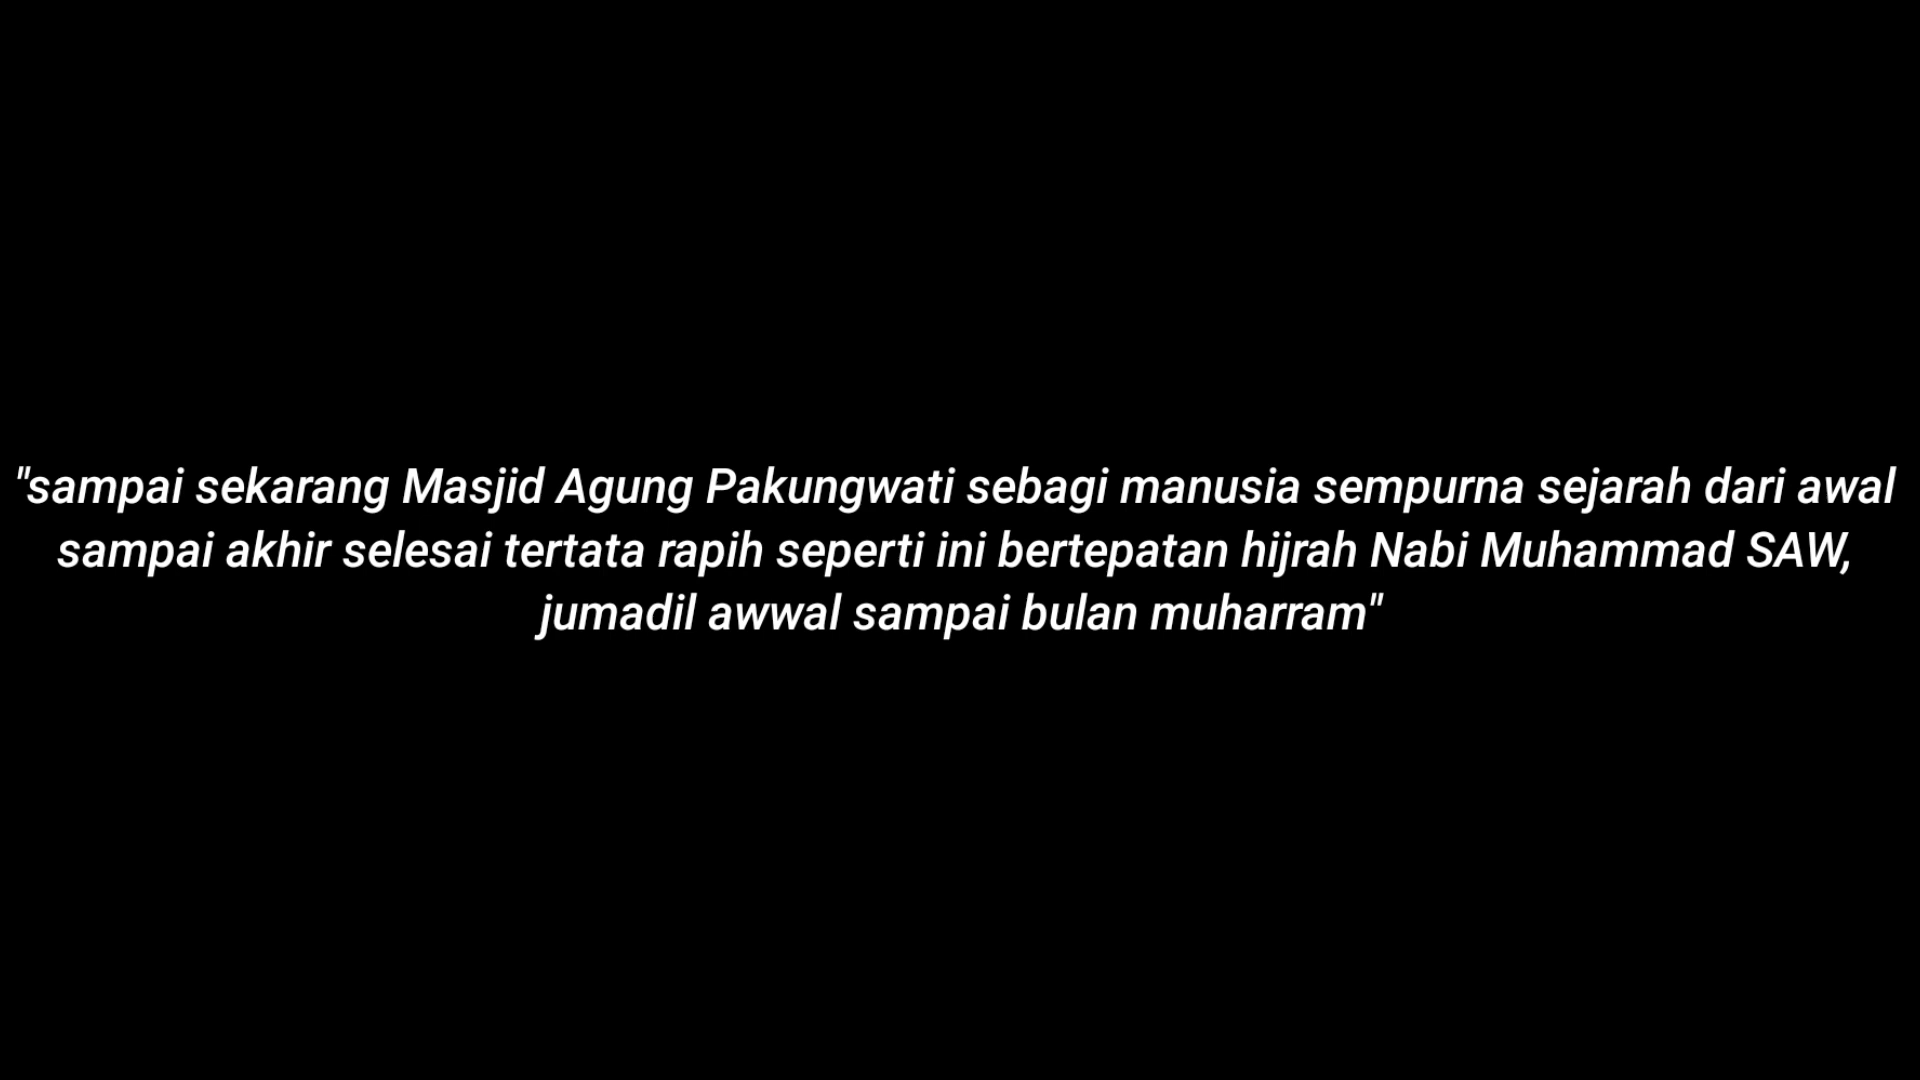 "sampai sekarang Masjid Agung Pakungwati sebagi manusia sempurna sejarah dari awal
sampai akhir selesai tertata rapih seperti ini bertepatan hijrah Nabi Muhammad SAW,
jumadil awwal sampai bulan muharram"